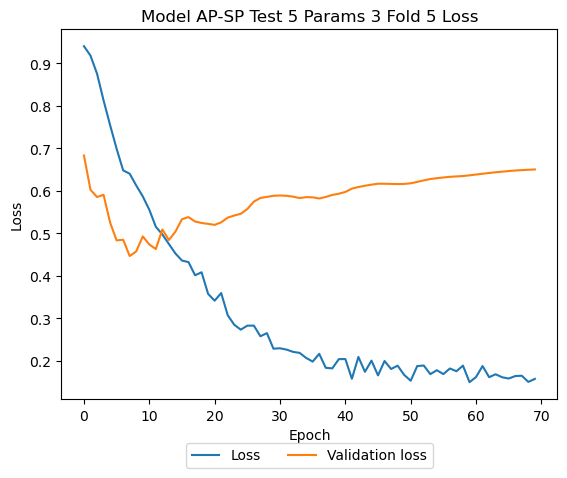 Model AP-SP Test 5 Params 3 Fold 5 Loss
Loss
0.9
0.8
0.7
0.6
0.5
0.4
0.3
0.2
0 10 20 30 40 50 60 70
Epoch
Loss Validation loss